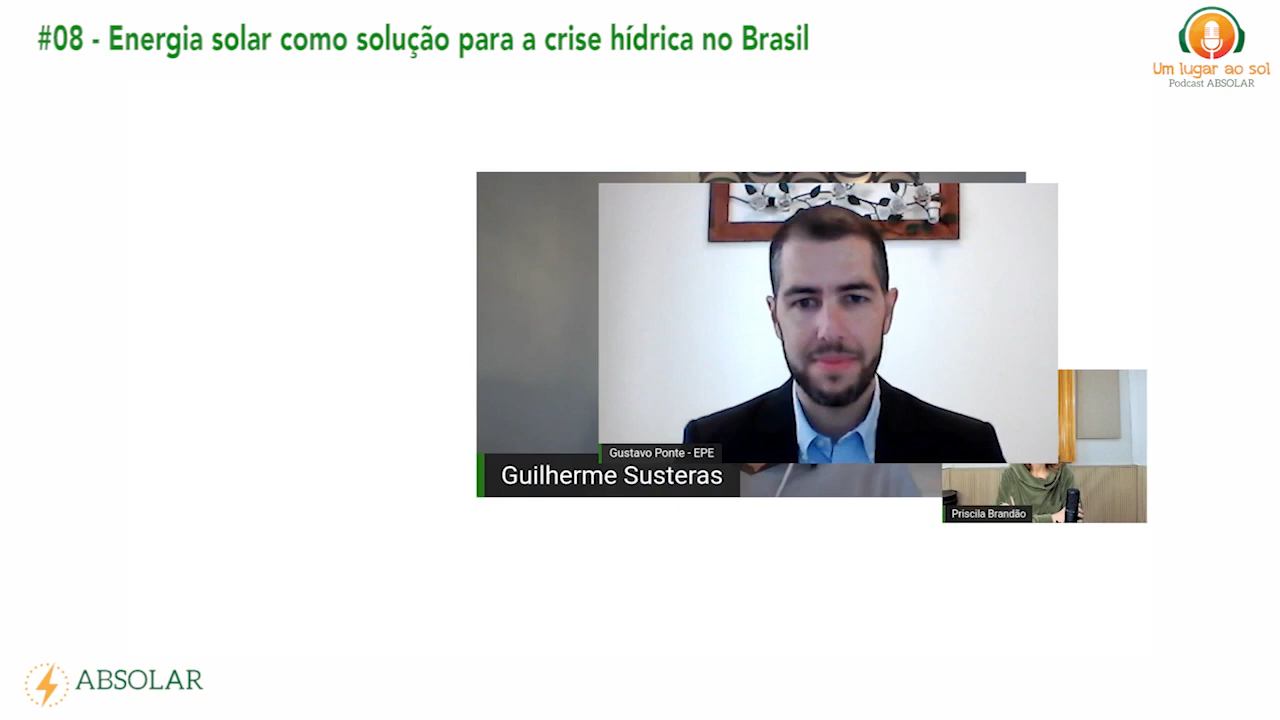 #08 - Energia solar como solução para a crise hídrica no Brasil
Um lugar ao sol
Podcast ABSOLAR
Gustavo Ponte - EPE
Guilherme Susteras
Priscila Brandão
ABSOLAR